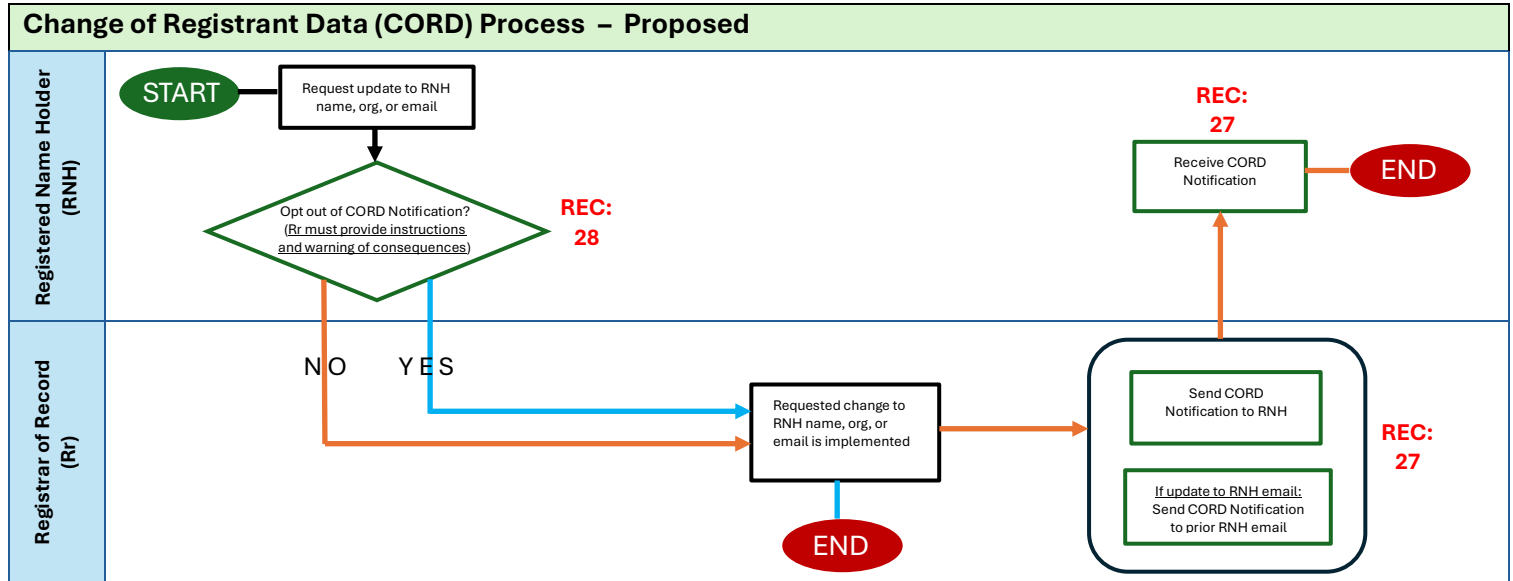 Change of Registrant Data (CORD) Process – Proposed
Registered Name Holder
(RNH)
START
Request update to RNH
name, org, or email
Opt out of CORD Notification?
(Rr must provide instructions
and warning of consequences)
REC:
28
REC:
27
Receive CORD
Notification
END
Registrar of Record
(Rr)
NO
YES
Requested change to
RNH name, org, or
email is implemented
END
Send CORD
Notification to RNH
If update to RNH email:
Send CORD Notification
to prior RNH email
REC:
27